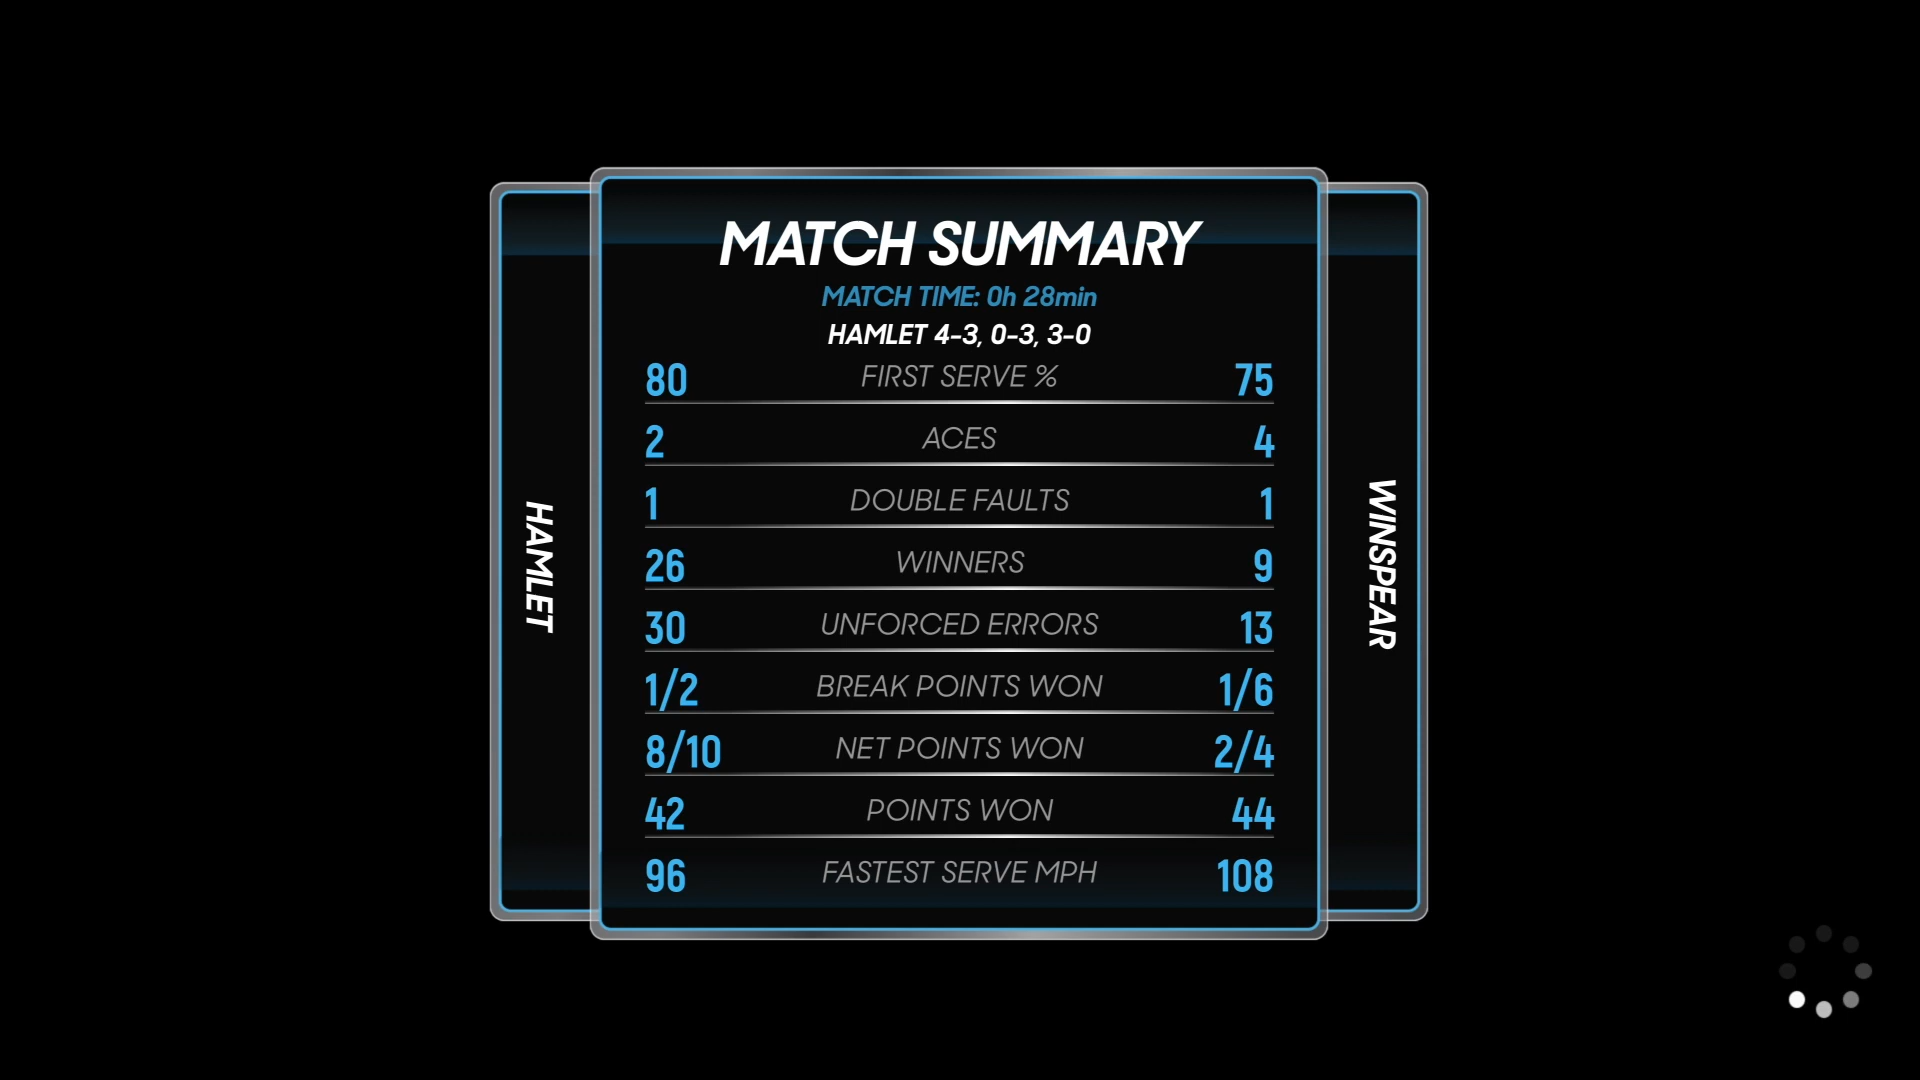 MATCH SUMMARY
MATCH TIME: 0h 28min
HAMLET 4-3, 0-3, 3-0
80 FIRST SERVE % 75
2 ACES 4
1 DOUBLE FAULTS 1
26 WINNERS 9
30 UNFORCED ERRORS 13
1/2 BREAK POINTS WON 1/6
8/10 NET POINTS WON 2/4
42 POINTS WON 44
96 FASTEST SERVE MPH 108
HAMLET
WINSPEAR